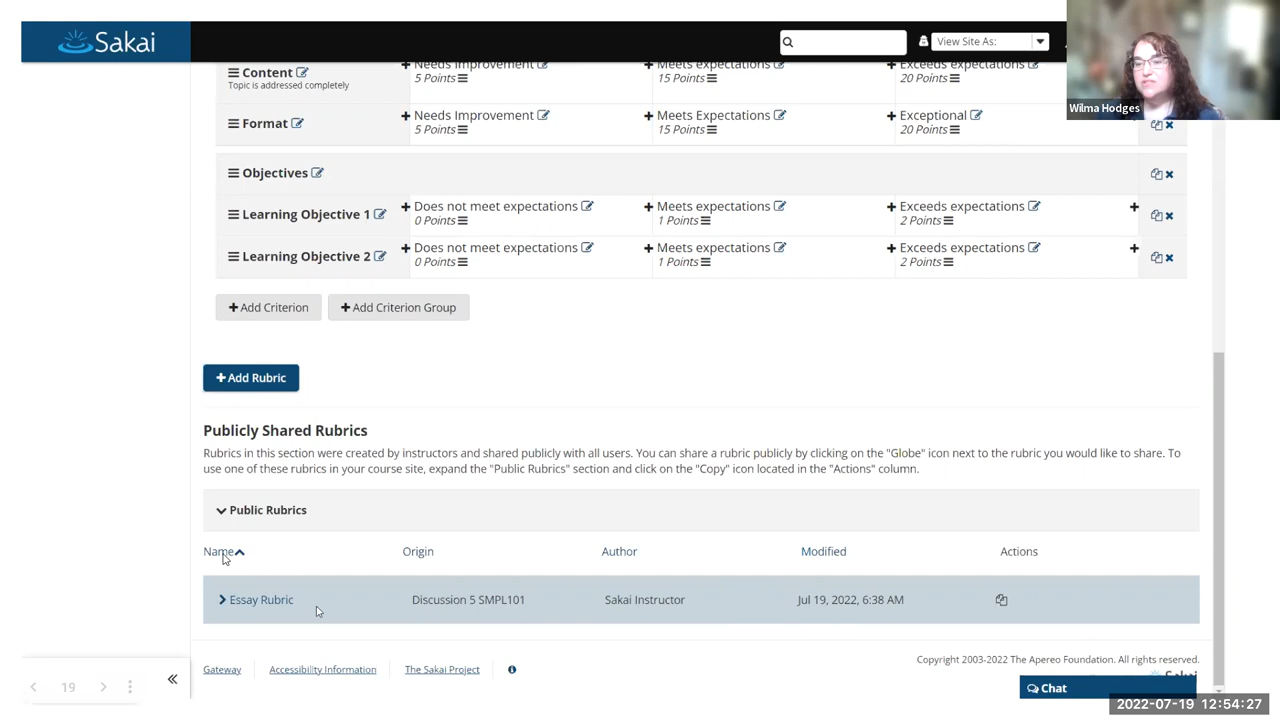 Sakai
View Site As:
Wilma Hodges
Content
Topic is addressed completely
Needs Improvement
5 Points
Meets expectations
15 Points
Exceeds expectations
20 Points
Format
Needs Improvement
5 Points
Meets Expectations
15 Points
Exceptional
20 Points
Objectives
Learning Objective 1
Does not meet expectations
0 Points
Meets expectations
1 Points
Exceeds expectations
2 Points
Learning Objective 2
Does not meet expectations
0 Points
Meets expectations
1 Points
Exceeds expectations
2 Points
Add Criterion
Add Criterion Group
Add Rubric
Publicly Shared Rubrics
Rubrics in this section were created by instructors and shared publicly with all users. You can share a rubric publicly by clicking on the "Globe" icon next to the rubric you would like to share. To
use one of these rubrics in your course site, expand the "Public Rubrics" section and click on the "Copy" icon located in the "Actions" column.
Public Rubrics
Name Origin Author Modified Actions
Essay Rubric Discussion 5 SMPL101 Sakai Instructor Jul 19, 2022, 6:38 AM
Gateway Accessibility Information The Sakai Project
Copyright 2003-2022 The Apereo Foundation. All rights reserved.
Sakai
Chat
19
2022-07-19 12:54:27